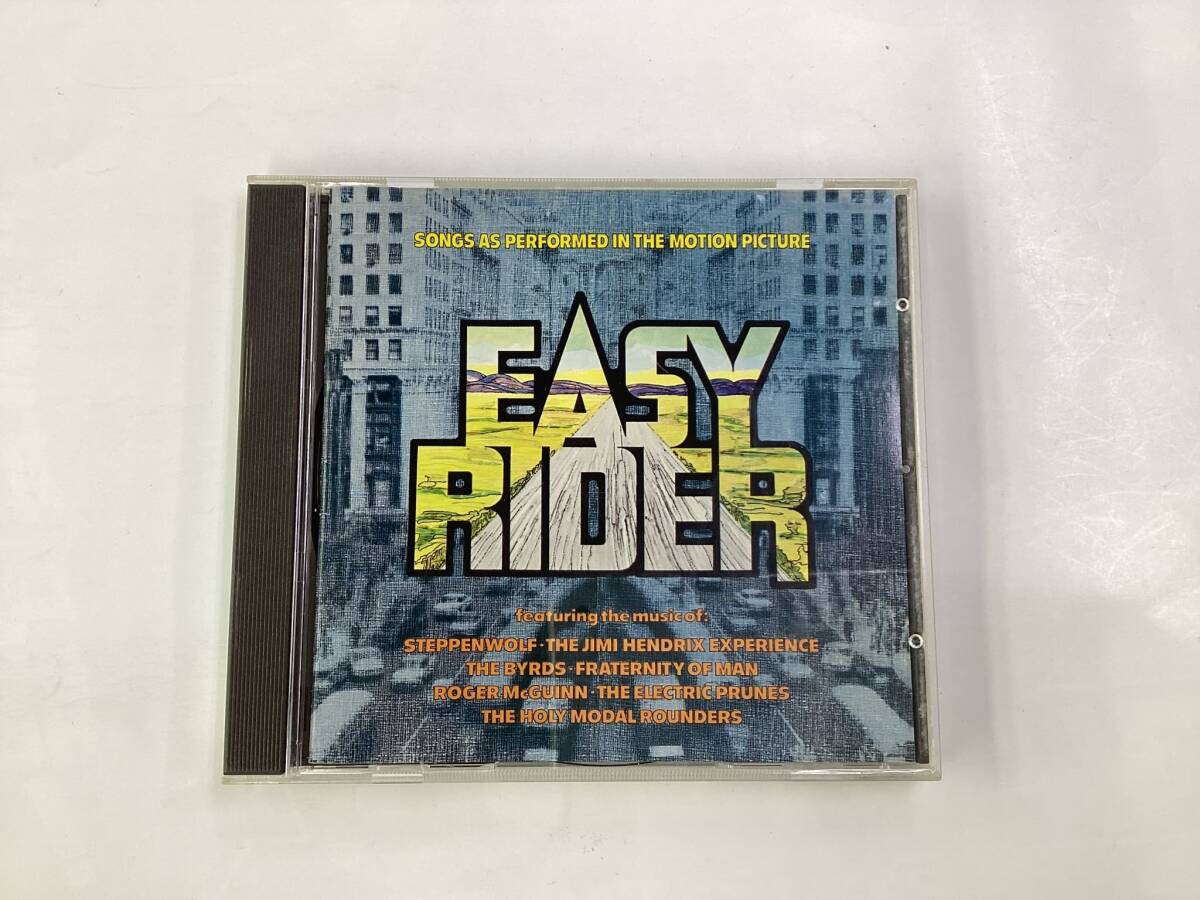 SONGS AS PERFORMED IN THE MOTION PICTURE
EASY
RIDER
featuring the music of:
STEPPENWOLF · THE JIMI HENDRIX EXPERIENCE
THE BYRDS · FRATERNITY OF MAN
ROGER McGUINN · THE ELECTRIC PRUNES
THE HOLY MODAL ROUNDERS